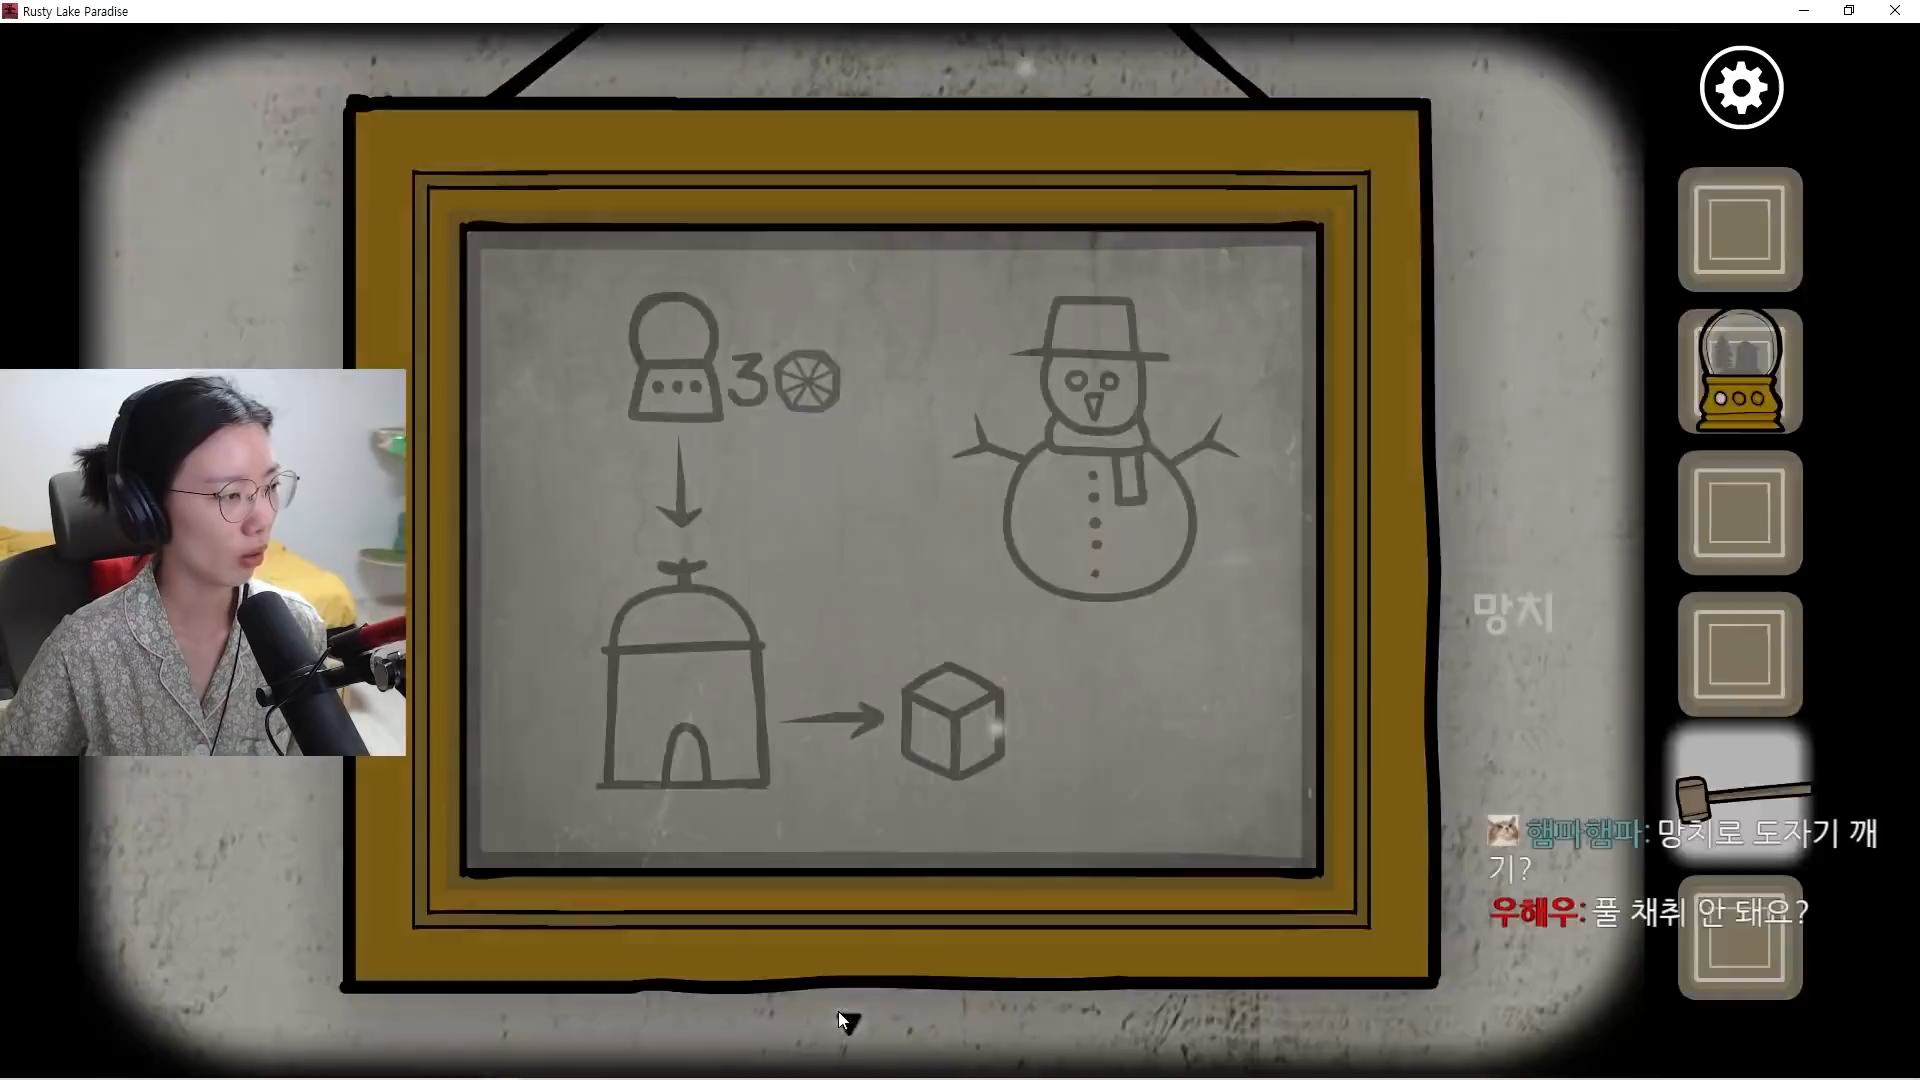 Rusty Lake Paradise
3
망치
햄파햄파: 망치로 도자기 깨
기?
우헤우: 풀 채취 안 돼요?